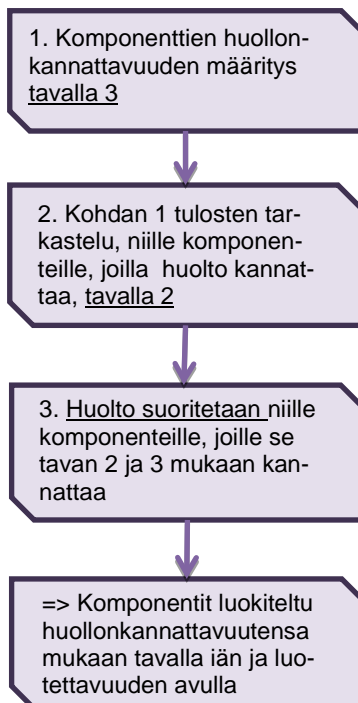 1. Komponenttien huollon-
kannattavuuden määritys
tavalla 3
2. Kohdan 1 tulosten tar-
kastelu, niille komponen-
teille, joilla huolto kannat-
taa, tavalla 2
3. Huolto suoritetaan niille
komponenteille, joille se
tavan 2 ja 3 mukaan kan-
nattaa
=> Komponentit luokiteltu
huollonkannattavuutensa
mukaan tavalla iän ja luo-
tettavuuden avulla